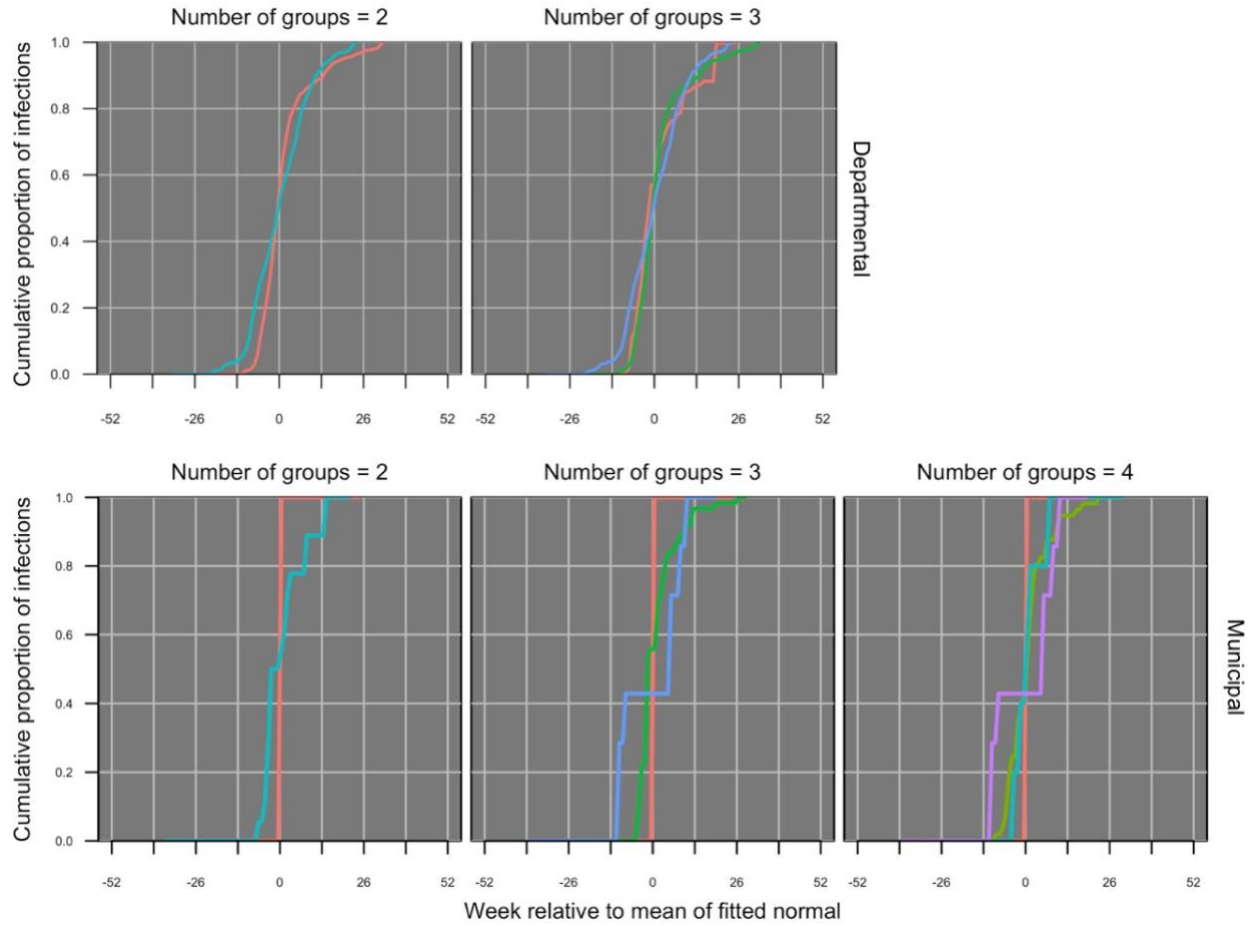 Number of groups = 2
Number of groups = 3
Cumulative proportion of infections
1.0
0.8
0.6
0.4
0.2
0.0
-52 -26 0 26 52
-52 -26 0 26 52
Departmental
Number of groups = 2
Number of groups = 3
Number of groups = 4
Cumulative proportion of infections
1.0
0.8
0.6
0.4
0.2
0.0
-52 -26 0 26 52
-52 -26 0 26 52
-52 -26 0 26 52
Municipal
Week relative to mean of fitted normal